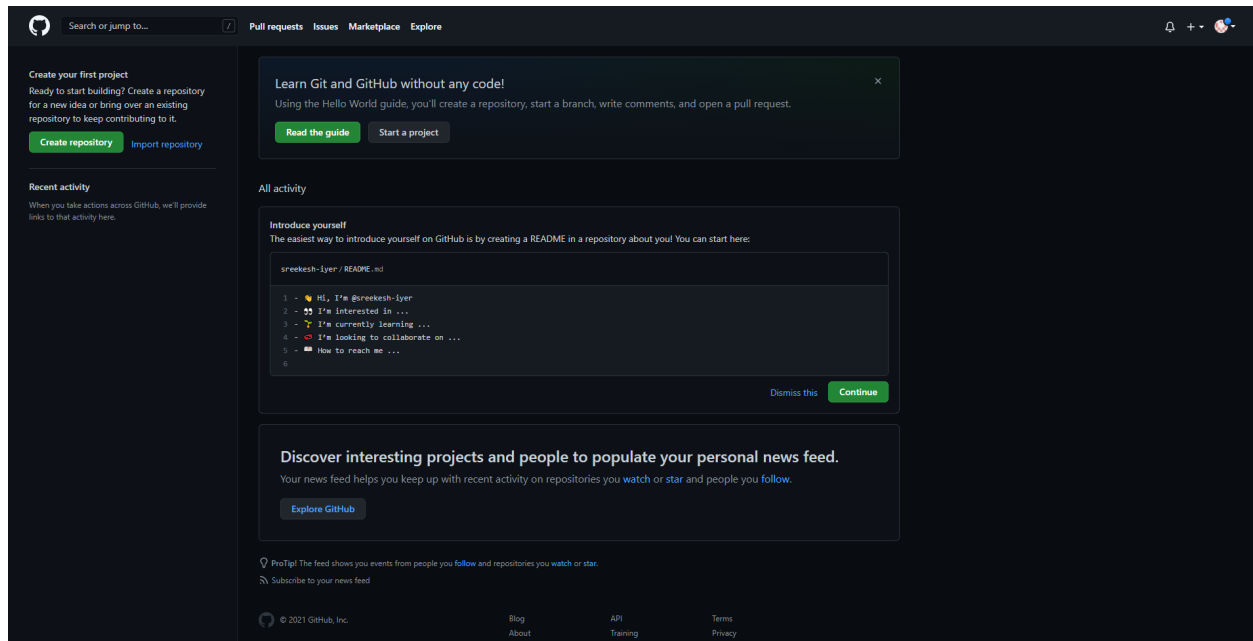 Search or jump to... /
Pull requests Issues Marketplace Explore
Create your first project
Ready to start building? Create a repository
for a new idea or bring over an existing
repository to keep contributing to it.
Create repository Import repository
Recent activity
When you take actions across GitHub, we'll provide
links to that activity here.
Learn Git and GitHub without any code!
Using the Hello World guide, you'll create a repository, start a branch, write comments, and open a pull request.
Read the guide Start a project
All activity
Introduce yourself
The easiest way to introduce yourself on GitHub is by creating a README in a repository about you! You can start here:
sreekesh-iyer/README.md
1 - 👋 Hi, I'm @sreekesh-iyer
2 - 👀 I'm interested in ...
3 - 🌱 I'm currently learning ...
4 - 💞️ I'm looking to collaborate on ...
5 - 📫 How to reach me ...
6
Dismiss this Continue
Discover interesting projects and people to populate your personal news feed.
Your news feed helps you keep up with recent activity on repositories you watch or star and people you follow.
Explore GitHub
ProTip! The feed shows you events from people you follow and repositories you watch or star.
Subscribe to your news feed
© 2021 GitHub, Inc.
Blog API Terms
About Training Privacy